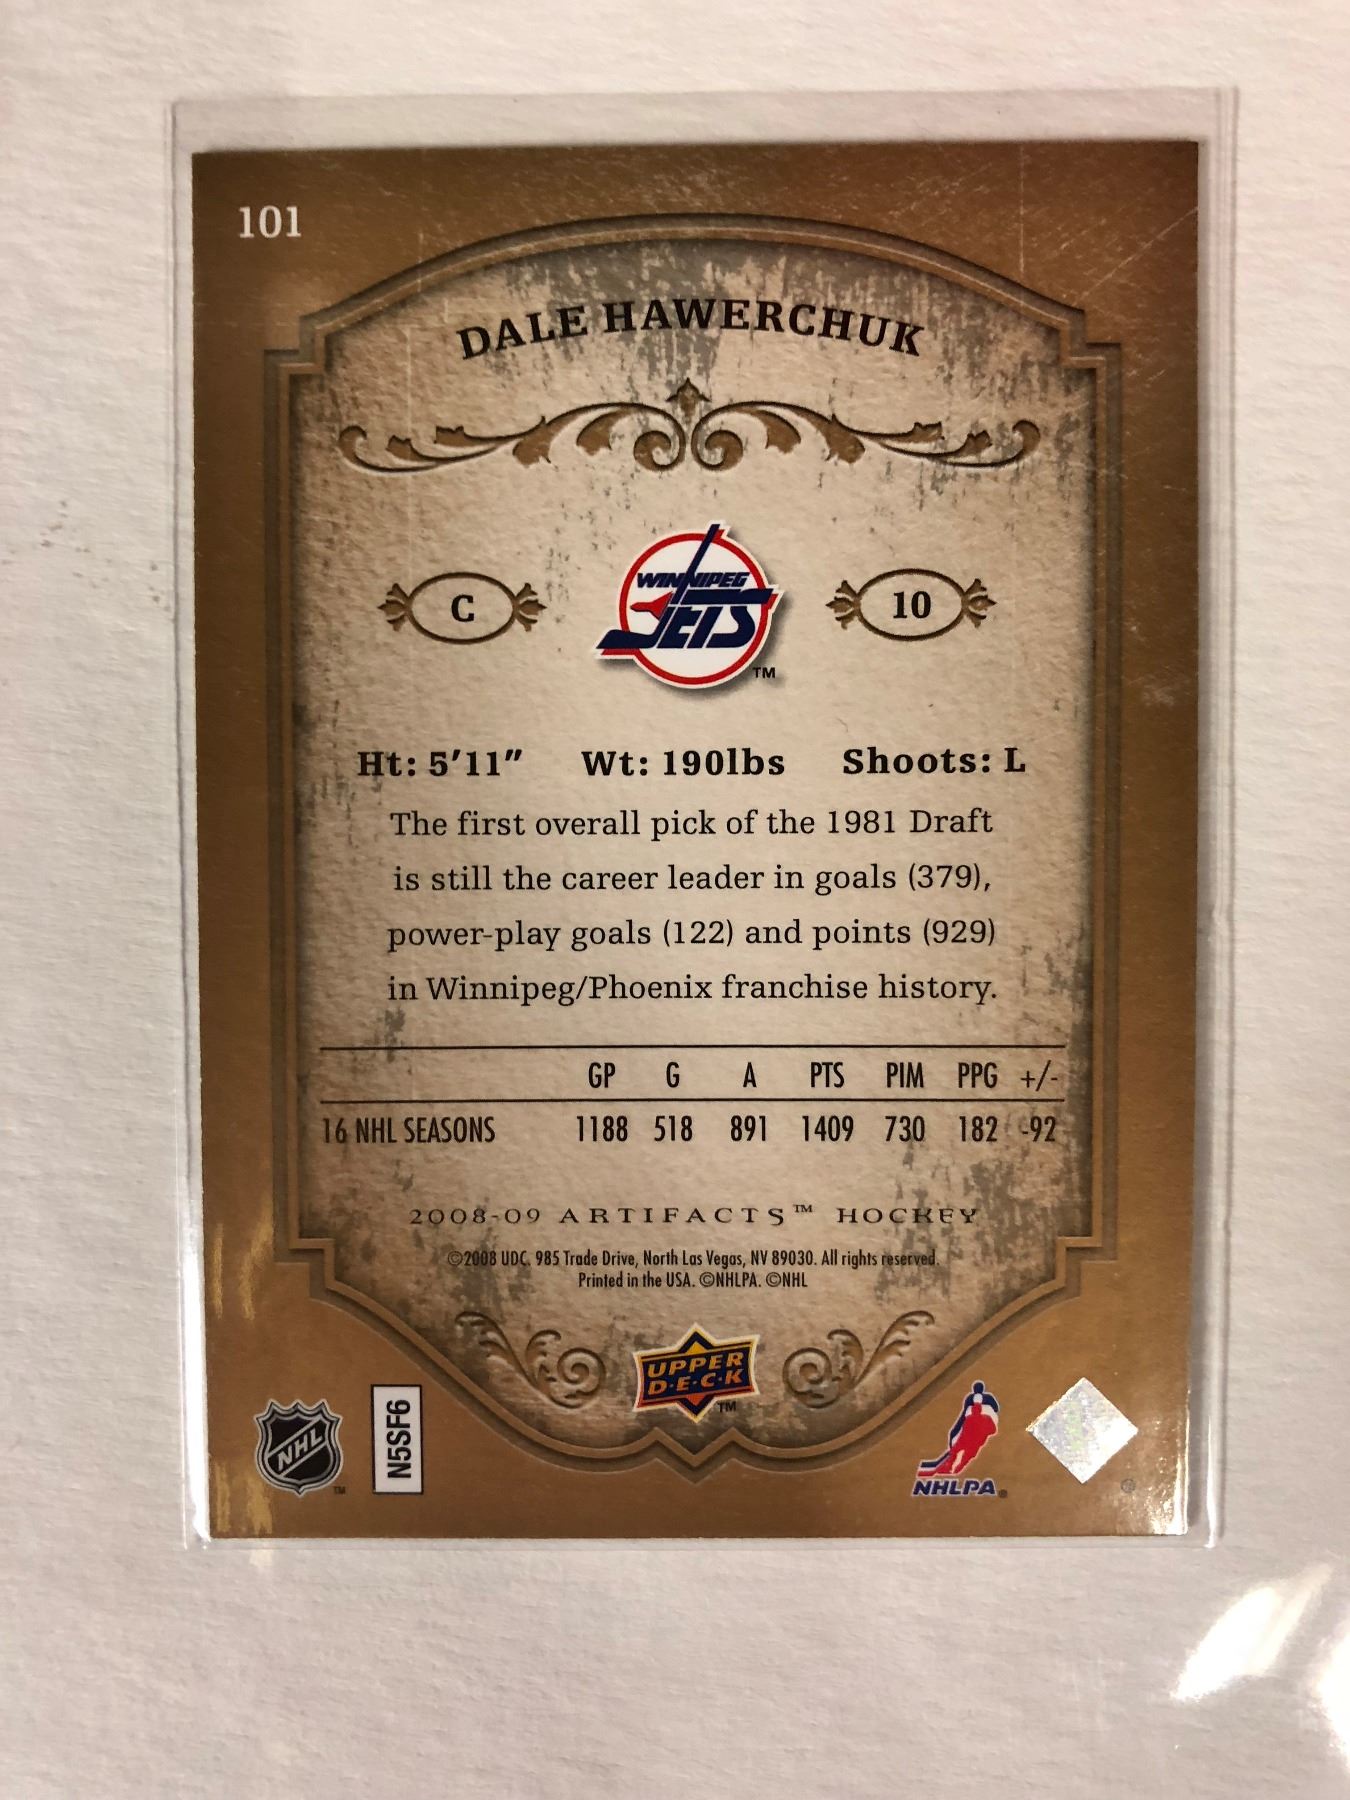 101
DALE HAWERCHUK
C
WINNIPEG
JETS
TM
10
Ht: 5'11" Wt: 190lbs Shoots: L
The first overall pick of the 1981 Draft
is still the career leader in goals (379),
power-play goals (122) and points (929)
in Winnipeg/Phoenix franchise history.
GP G A PTS PIM PPG +/-
16 NHL SEASONS 1188 518 891 1409 730 182 -92
2008-09 ARTIFACTS™ HOCKEY
©2008 UDC. 985 Trade Drive, North Las Vegas, NV 89030. All rights reserved.
Printed in the USA. ©NHLPA. ©NHL
UPPER
D·E·C·K
TM
NHL
TM
N5SF6
NHLPA®